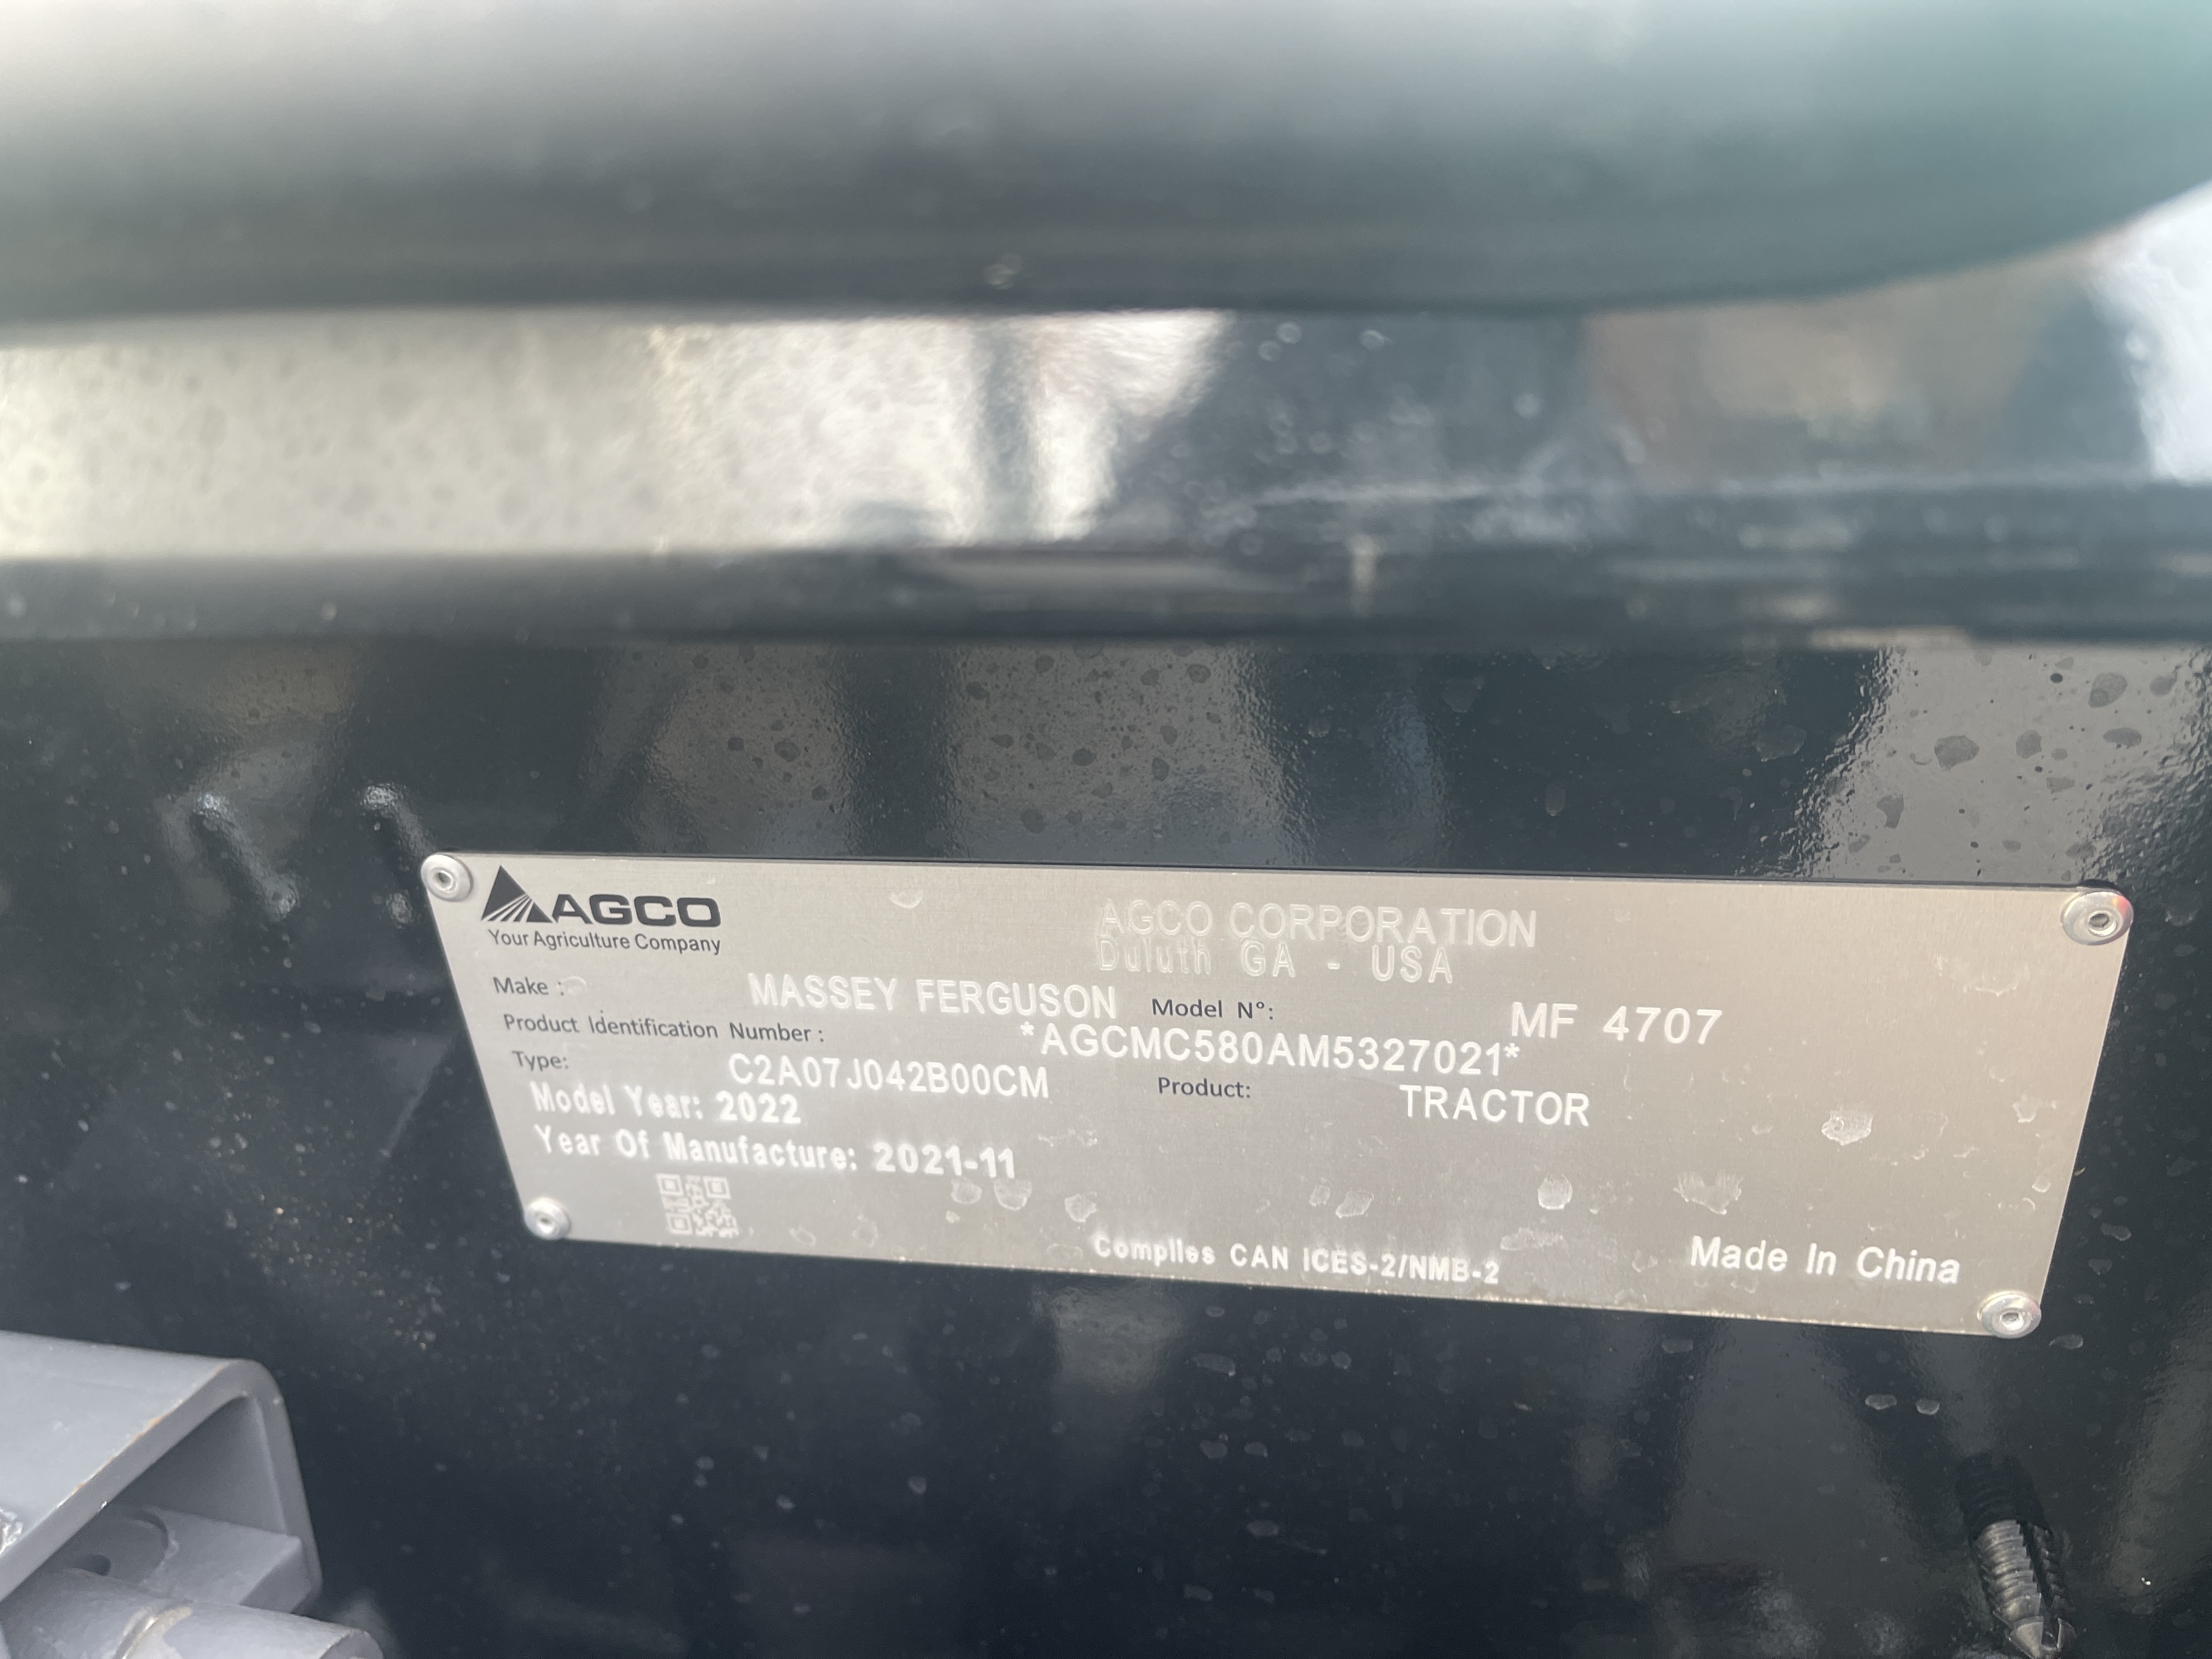 AGCO
Your Agriculture Company
AGCO CORPORATION
Duluth GA - USA
Make : MASSEY FERGUSON Model N°: MF 4707
Product Identification Number : *AGCMC580AM5327021*
Type: C2A07J042B00CM Product: TRACTOR
Model Year: 2022
Year Of Manufacture: 2021-11
Complies CAN ICES-2/NMB-2
Made In China